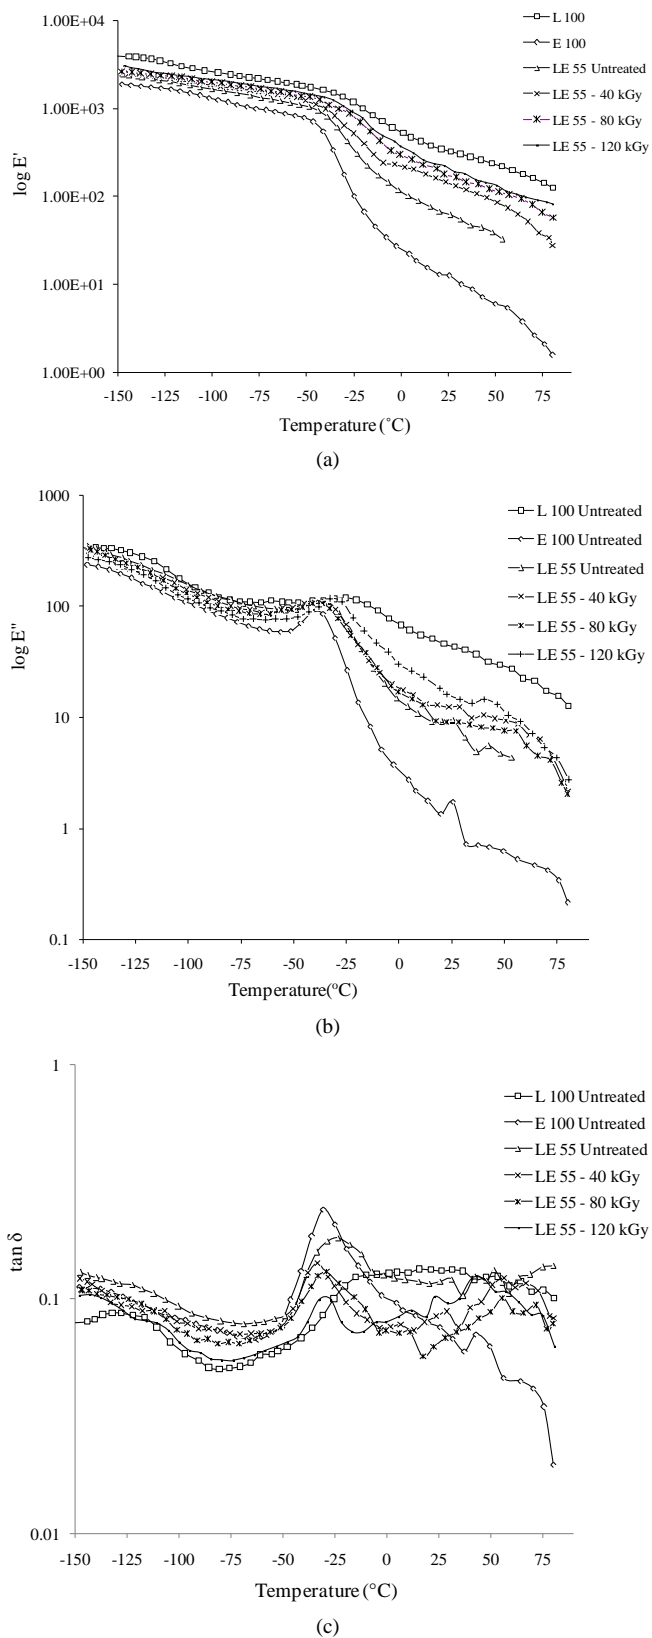 1.00E+04
1.00E+03
1.00E+02
1.00E+01
1.00E+00
log E'
L 100
E 100
LE 55 Untreated
LE 55 - 40 kGy
LE 55 - 80 kGy
LE 55 - 120 kGy
-150 -125 -100 -75 -50 -25 0 25 50 75
Temperature (˚C)
(a)
1000
100
10
1
0.1
log E"
L 100 Untreated
E 100 Untreated
LE 55 Untreated
LE 55 - 40 kGy
LE 55 - 80 kGy
LE 55 - 120 kGy
-150 -125 -100 -75 -50 -25 0 25 50 75
Temperature(ºC)
(b)
1
0.1
0.01
tan δ
L 100 Untreated
E 100 Untreated
LE 55 Untreated
LE 55 - 40 kGy
LE 55 - 80 kGy
LE 55 - 120 kGy
-150 -125 -100 -75 -50 -25 0 25 50 75
Temperature (°C)
(c)